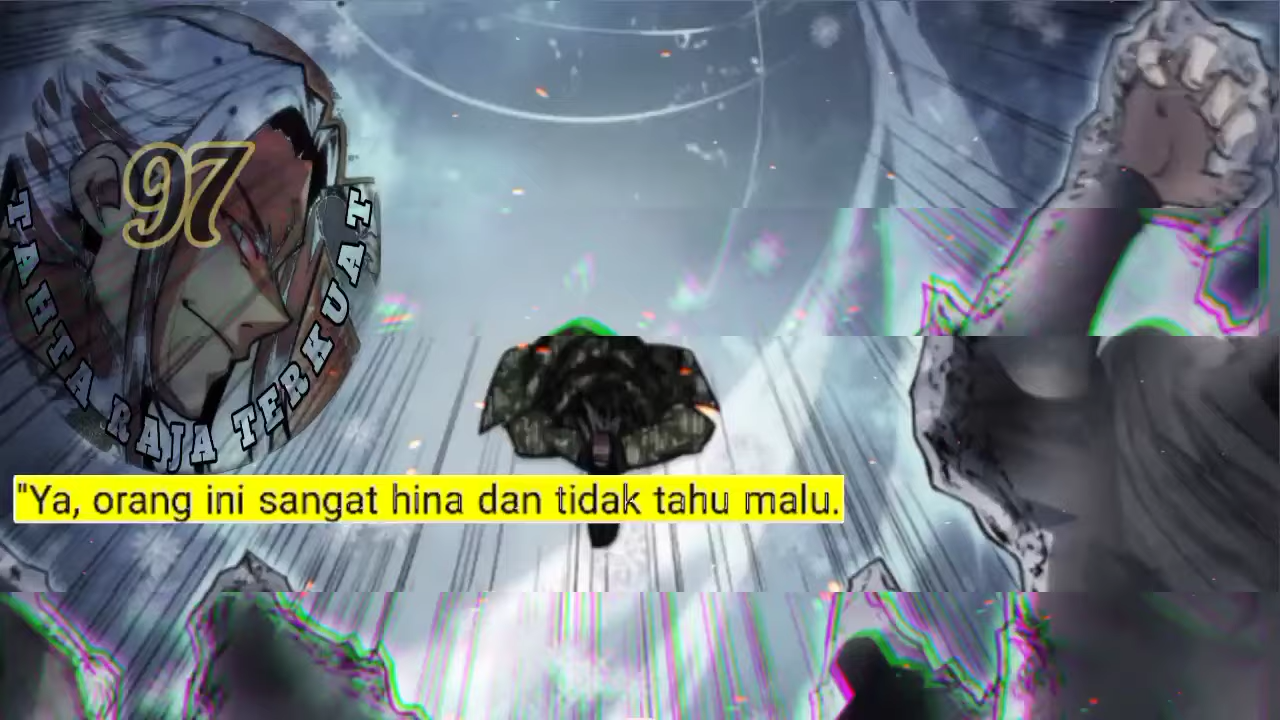 97
TAHTA RAJA TERKUAT
"Ya, orang ini sangat hina dan tidak tahu malu.